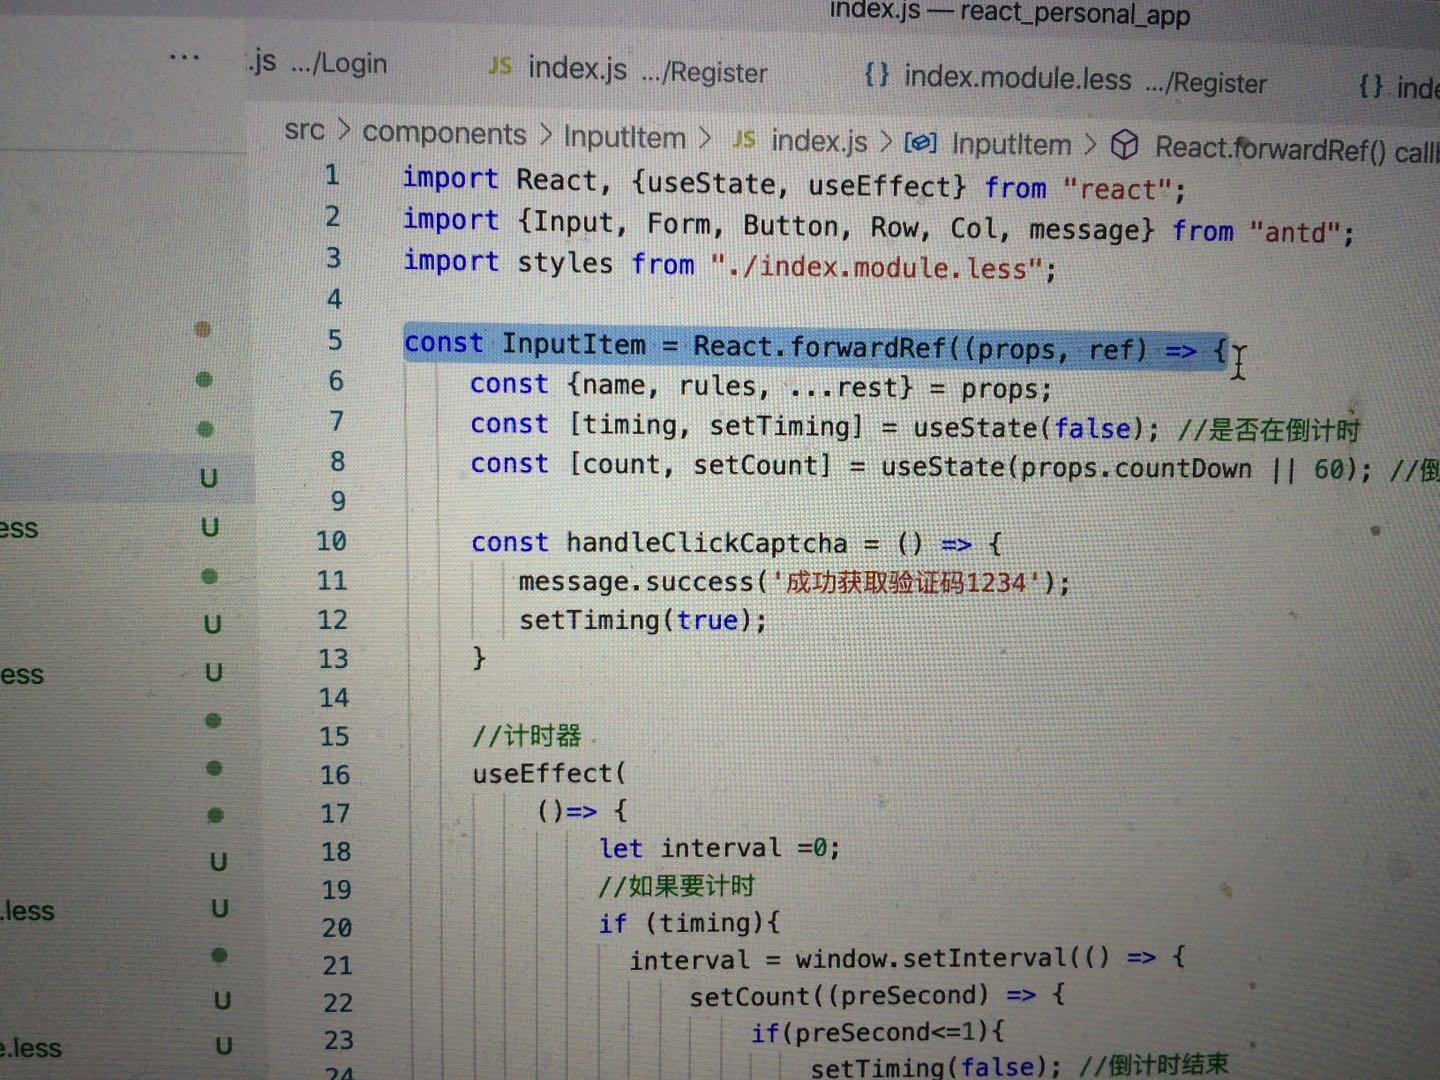 index.js — react_personal_app
... .js .../Login JS index.js .../Register {} index.module.less .../Register {} inde
src > components > InputItem > JS index.js > InputItem > React.forwardRef() callb
1 import React, {useState, useEffect} from "react";
2 import {Input, Form, Button, Row, Col, message} from "antd";
3 import styles from "./index.module.less";
4
5 const InputItem = React.forwardRef((props, ref) => {
6 const {name, rules, ...rest} = props;
7 const [timing, setTiming] = useState(false); //是否在倒计时
8 const [count, setCount] = useState(props.countDown || 60); //倒
U
9
ess U
10 const handleClickCaptcha = () => {
11 message.success('成功获取验证码1234');
12 setTiming(true);
U
13 }
ess U
14
15 //计时器
16 useEffect(
17 ()=> {
18 let interval =0;
U
19 //如果要计时
.less U
20 if (timing){
21 interval = window.setInterval(() => {
22 setCount((preSecond) => {
U
23 if(preSecond<=1){
e.less U
24 setTiming(false); //倒计时结束